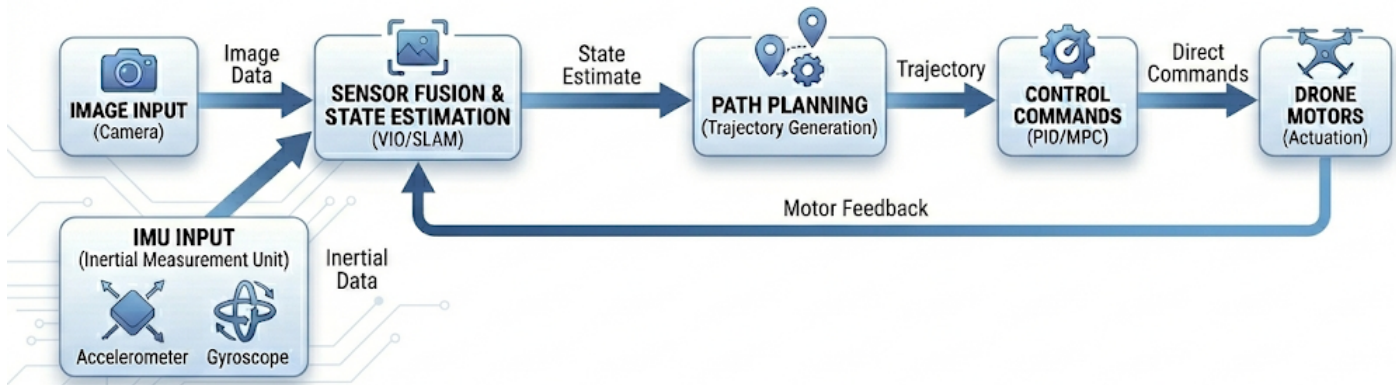 Image
Data
IMAGE INPUT
(Camera)
SENSOR FUSION &
STATE ESTIMATION
(VIO/SLAM)
State
Estimate
PATH PLANNING
(Trajectory Generation)
Trajectory
CONTROL
COMMANDS
(PID/MPC)
Direct
Commands
DRONE
MOTORS
(Actuation)
Motor Feedback
IMU INPUT
(Inertial Measurement Unit)
Accelerometer
Gyroscope
Inertial
Data